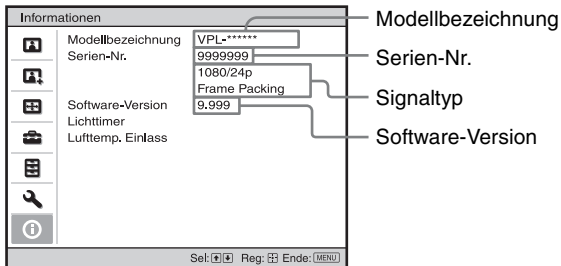 Informationen
Modellbezeichnung VPL-******
Serien-Nr. 9999999
1080/24p
Frame Packing
Software-Version 9.999
Lichttimer
Lufttemp. Einlass
Sel: Reg: Ende: MENU
Modellbezeichnung
Serien-Nr.
Signaltyp
Software-Version